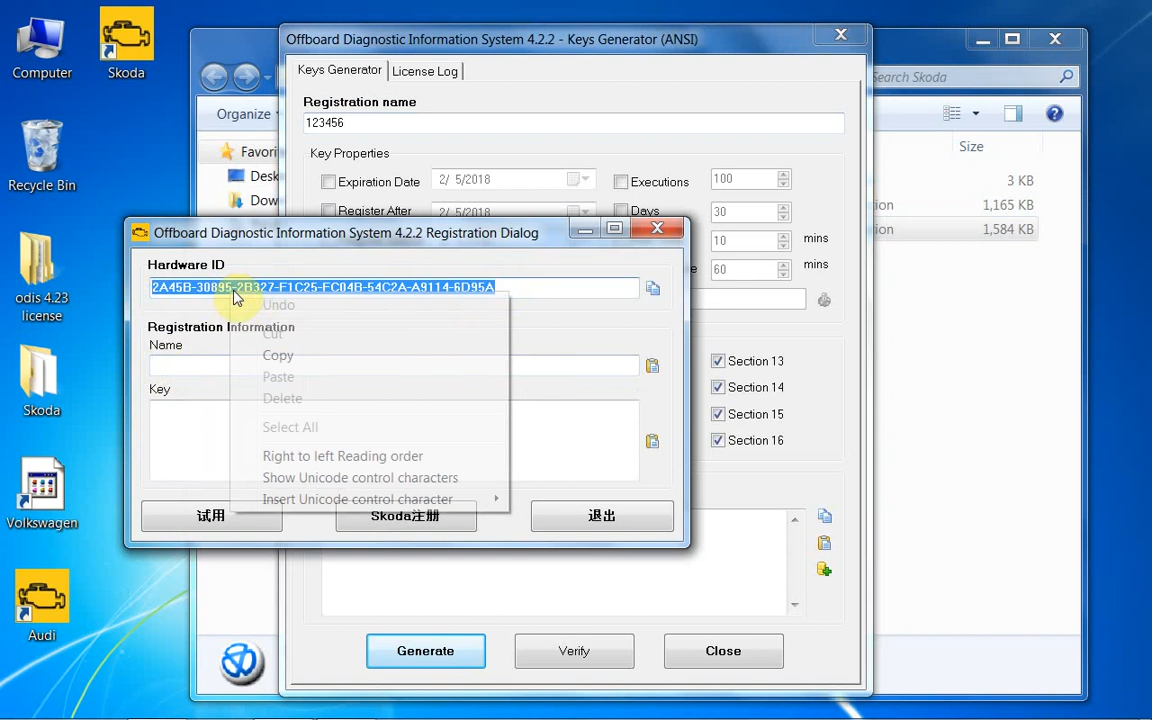 Computer
Skoda
Recycle Bin
odis 4.23
license
Skoda
Volkswagen
Audi
Organize
Favori
Desk
Dow
Search Skoda
Size
3 KB
ion
1,165 KB
ion
1,584 KB
Offboard Diagnostic Information System 4.2.2 - Keys Generator (ANSI)
Keys Generator
License Log
Registration name
123456
Key Properties
Expiration Date
2/ 5/2018
Executions
100
Register After
2/ 5/2018
Days
30
10
mins
e
60
mins
Section 13
Section 14
Section 15
Section 16
Generate
Verify
Close
Offboard Diagnostic Information System 4.2.2 Registration Dialog
Hardware ID
2A45B-30895-2B327-F1C25-FC04B-54C2A-A9114-6D95A
Registration Information
Name
Key
试用
Skoda注册
退出
Undo
Cut
Copy
Paste
Delete
Select All
Right to left Reading order
Show Unicode control characters
Insert Unicode control character